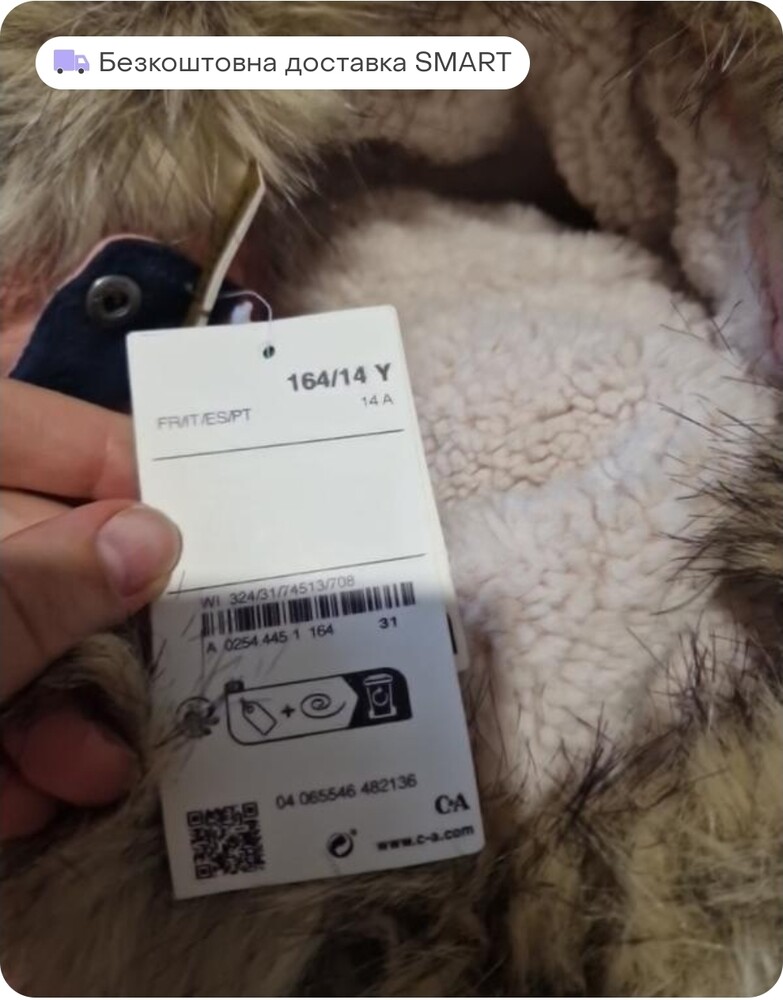 Безкоштовна доставка SMART
164/14 Y
14 A
FR/IT/ES/PT
WI 324/31/74513/708
A 0254 445 1 164 31
04 065546 482136
C&A
www.c-a.com